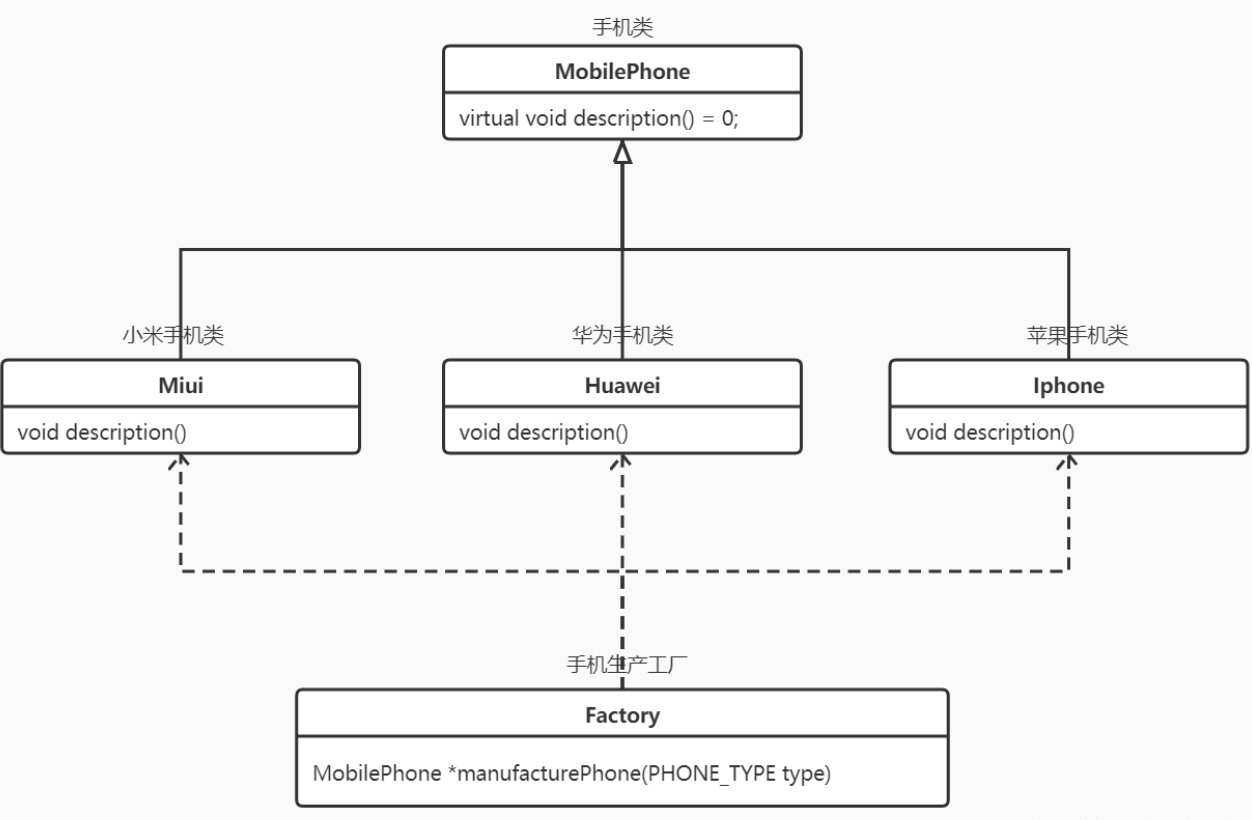 手机类
MobilePhone
virtual void description() = 0;
小米手机类
华为手机类
苹果手机类
Miui
Huawei
Iphone
void description()
void description()
void description()
手机生产工厂
Factory
MobilePhone *manufacturePhone(PHONE_TYPE type)